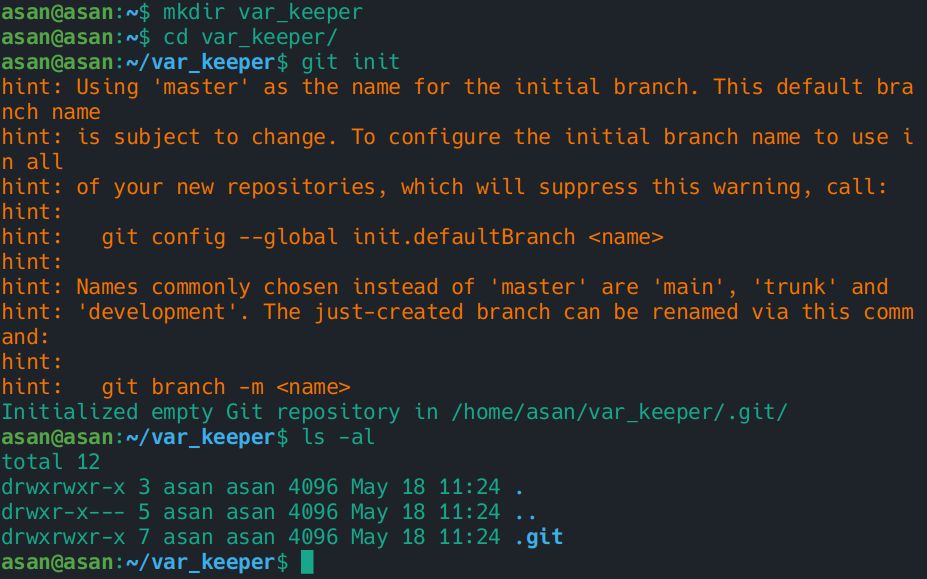 asan@asan:~$ mkdir var_keeper
asan@asan:~$ cd var_keeper/
asan@asan:~/var_keeper$ git init
hint: Using 'master' as the name for the initial branch. This default bra
nch name
hint: is subject to change. To configure the initial branch name to use i
n all
hint: of your new repositories, which will suppress this warning, call:
hint:
hint:   git config --global init.defaultBranch <name>
hint:
hint: Names commonly chosen instead of 'master' are 'main', 'trunk' and
hint: 'development'. The just-created branch can be renamed via this comm
and:
hint:
hint:   git branch -m <name>
Initialized empty Git repository in /home/asan/var_keeper/.git/
asan@asan:~/var_keeper$ ls -al
total 12
drwxrwxr-x 3 asan asan 4096 May 18 11:24 .
drwxr-x--- 5 asan asan 4096 May 18 11:24 ..
drwxrwxr-x 7 asan asan 4096 May 18 11:24 .git
asan@asan:~/var_keeper$